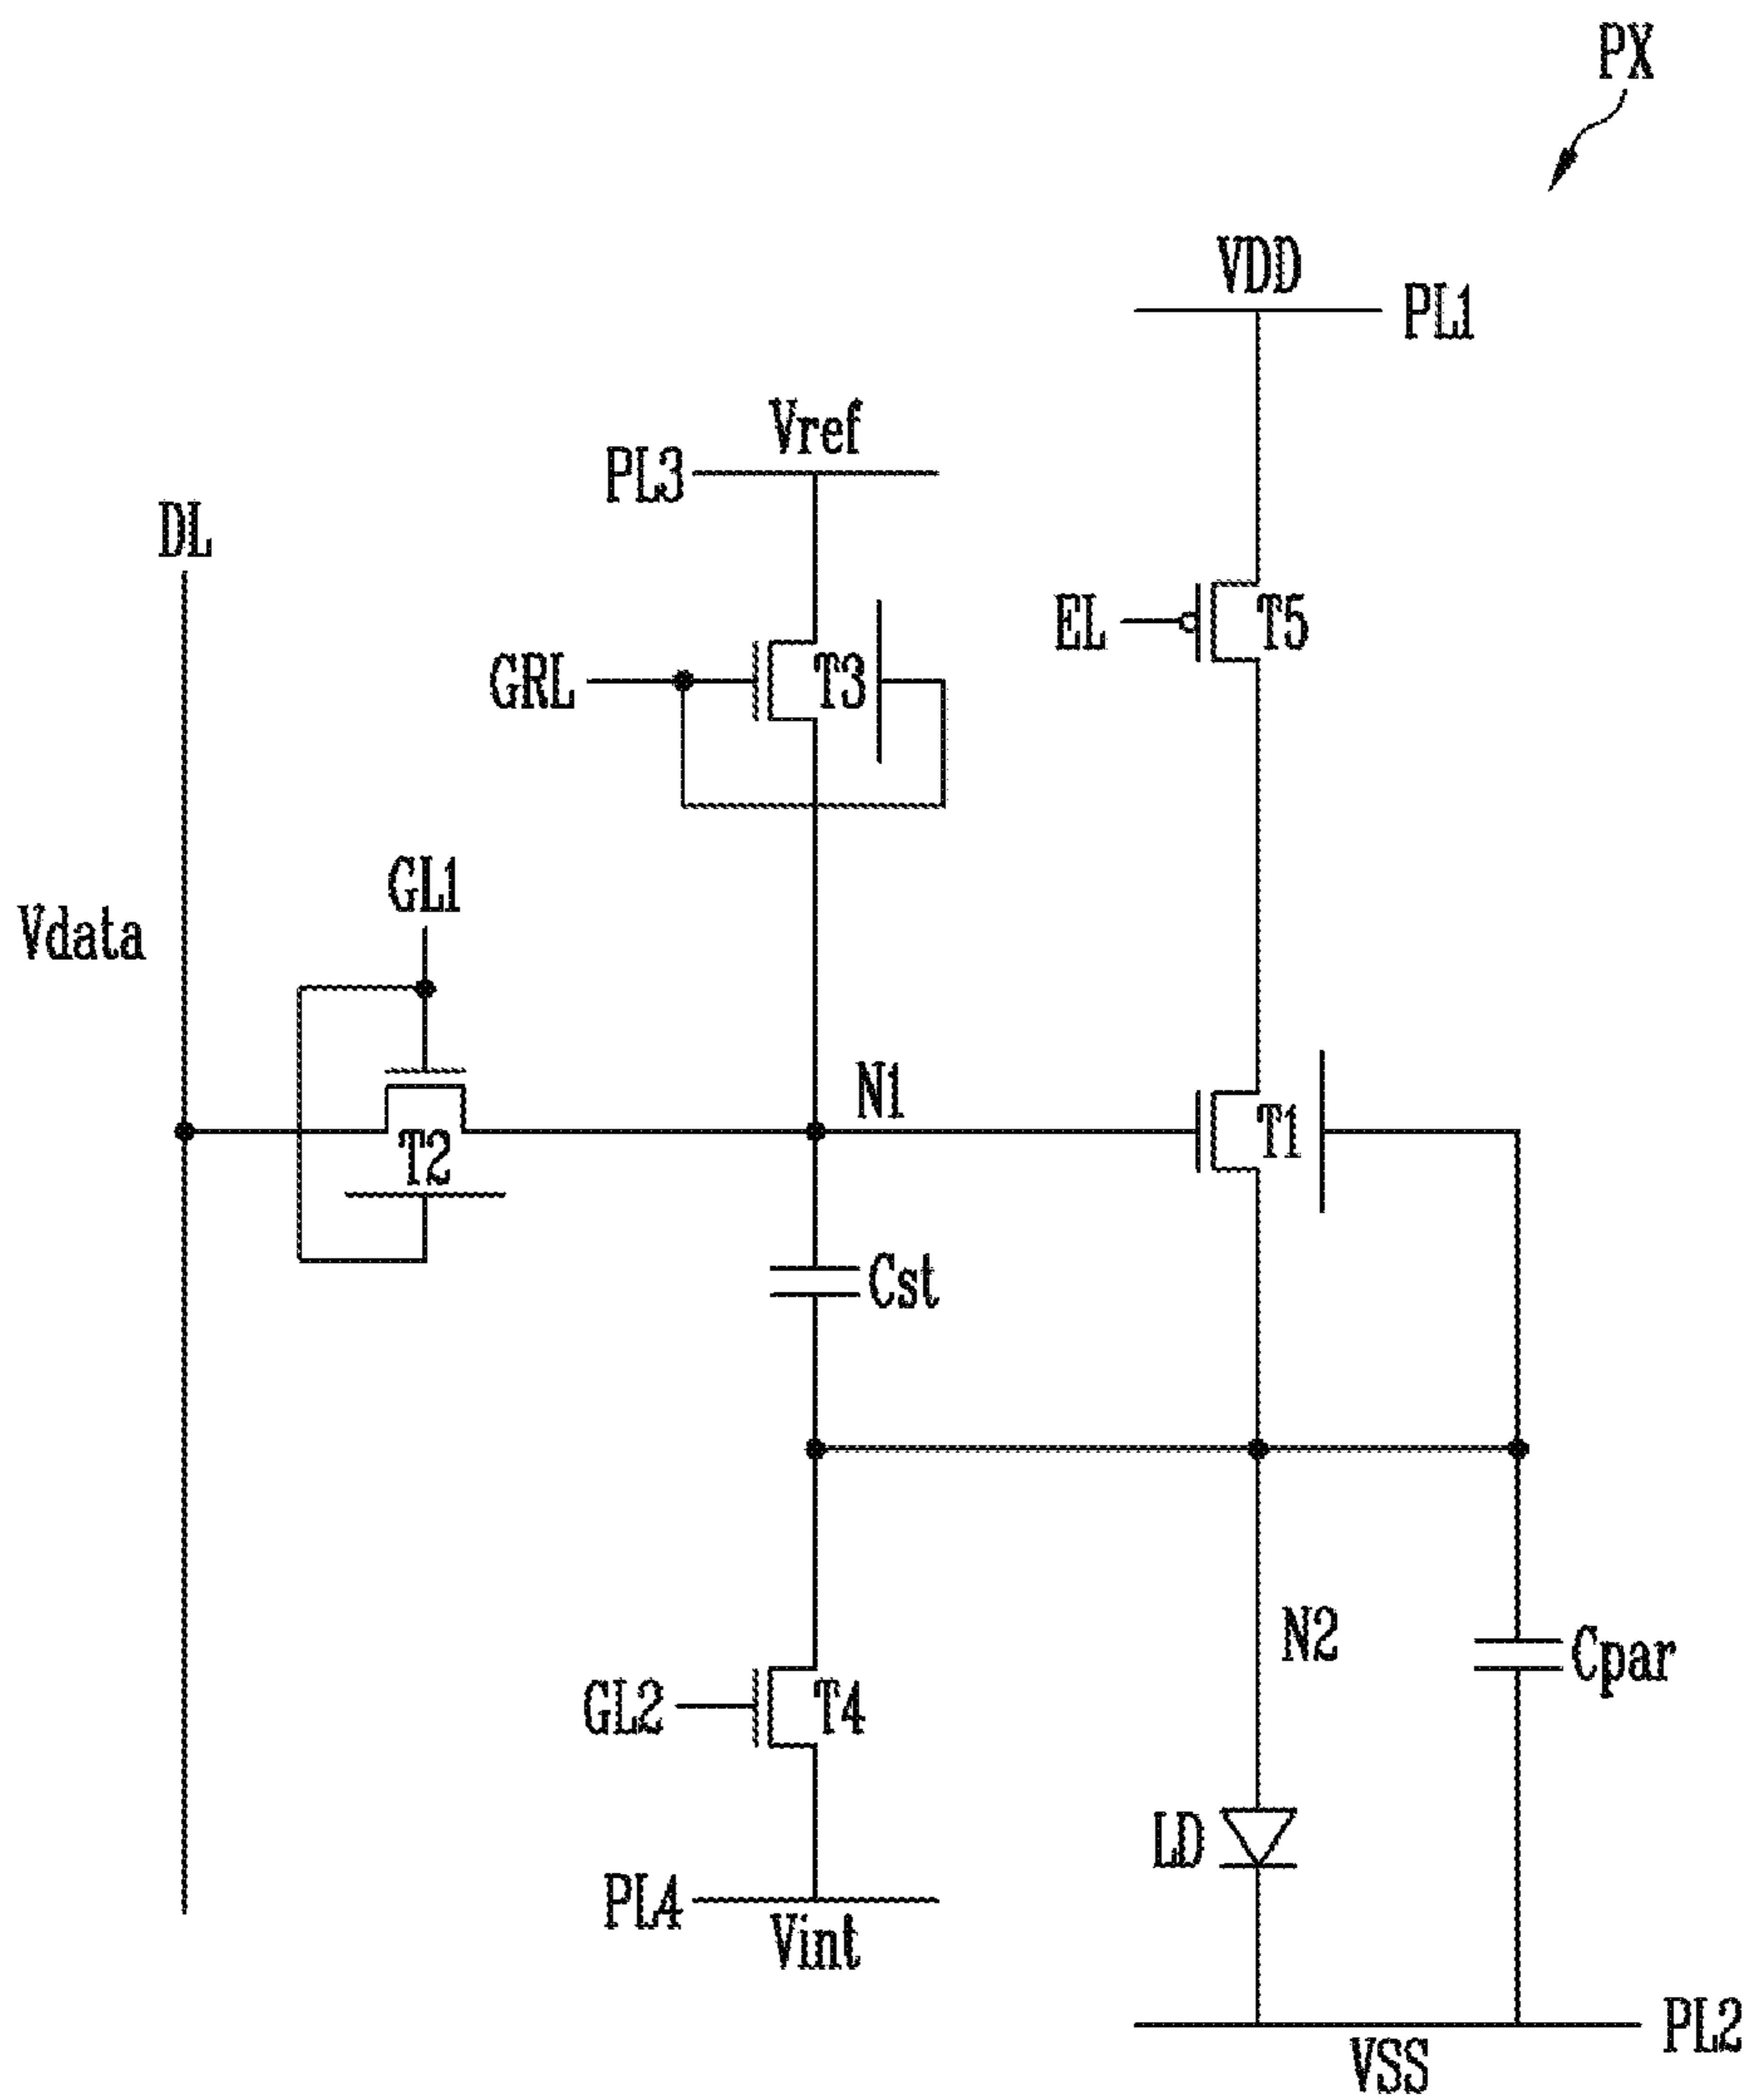 PX
VDD
PL1
Vref
PL3
DL
EL
T5
GRL
T3
GL1
Vdata
N1
T1
T2
Cst
N2
Cpar
GL2
T4
LD
PL4
Vint
PL2
VSS